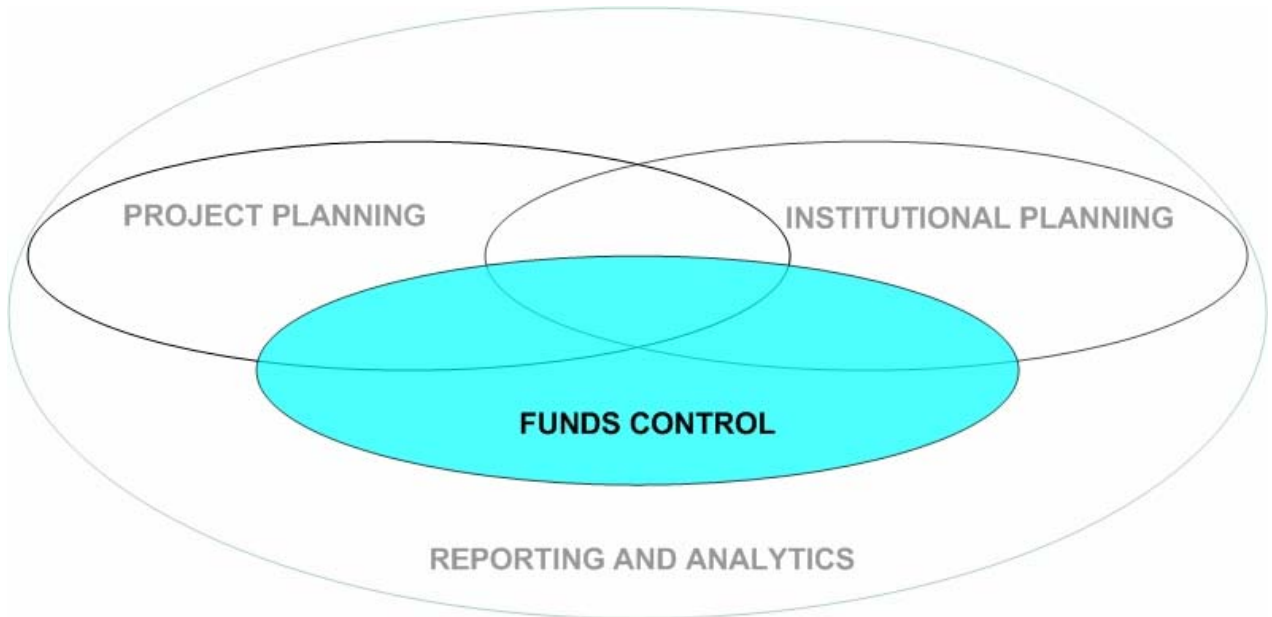 PROJECT PLANNING
INSTITUTIONAL PLANNING
FUNDS CONTROL
REPORTING AND ANALYTICS